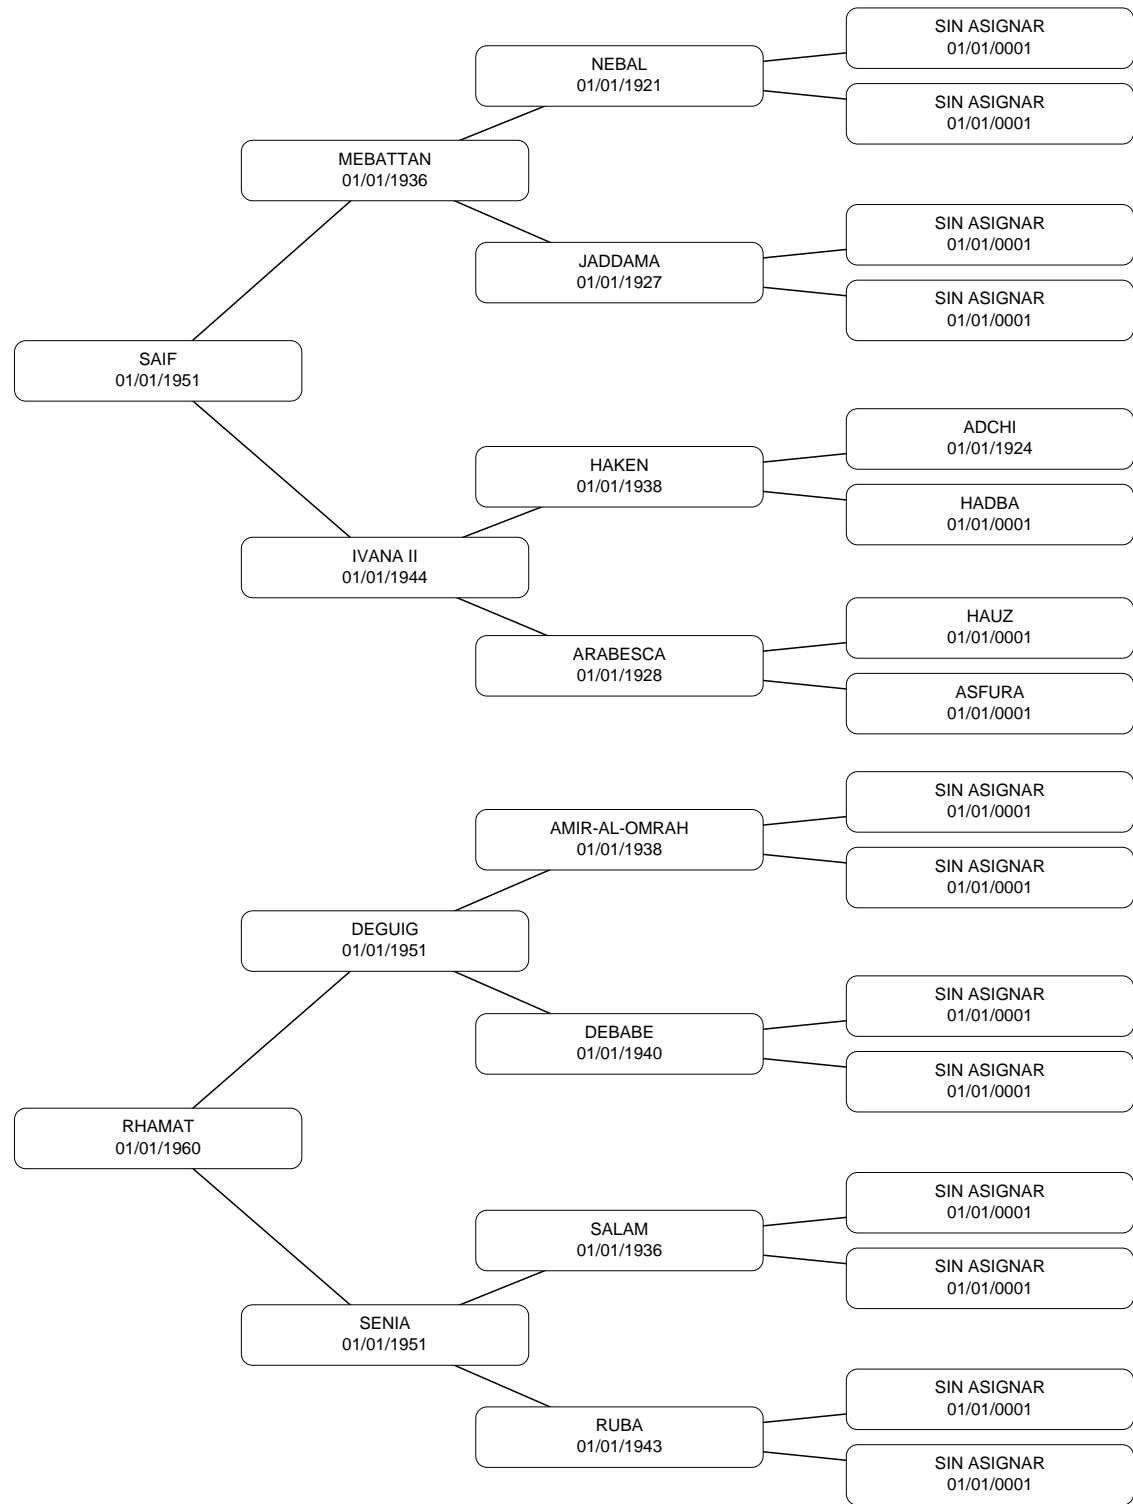 SIN ASIGNAR
01/01/0001
NEBAL
01/01/1921
SIN ASIGNAR
01/01/0001
MEBATTAN
01/01/1936
SIN ASIGNAR
01/01/0001
JADDAMA
01/01/1927
SIN ASIGNAR
01/01/0001
SAIF
01/01/1951
ADCHI
01/01/1924
HAKEN
01/01/1938
HADBA
01/01/0001
IVANA II
01/01/1944
HAUZ
01/01/0001
ARABESCA
01/01/1928
ASFURA
01/01/0001
SIN ASIGNAR
01/01/0001
AMIR-AL-OMRAH
01/01/1938
SIN ASIGNAR
01/01/0001
DEGUIG
01/01/1951
SIN ASIGNAR
01/01/0001
DEBABE
01/01/1940
SIN ASIGNAR
01/01/0001
RHAMAT
01/01/1960
SIN ASIGNAR
01/01/0001
SALAM
01/01/1936
SIN ASIGNAR
01/01/0001
SENIA
01/01/1951
SIN ASIGNAR
01/01/0001
RUBA
01/01/1943
SIN ASIGNAR
01/01/0001